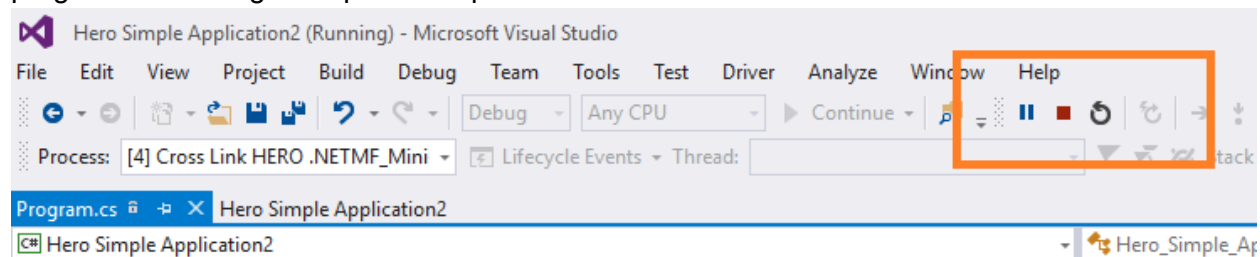 Hero Simple Application2 (Running) - Microsoft Visual Studio
File Edit View Project Build Debug Team Tools Test Driver Analyze Window Help
Debug Any CPU Continue
Process: [4] Cross Link HERO .NETMF_Mini Lifecycle Events Thread: Stack
Program.cs Hero Simple Application2
C# Hero Simple Application2 Hero_Simple_Ap